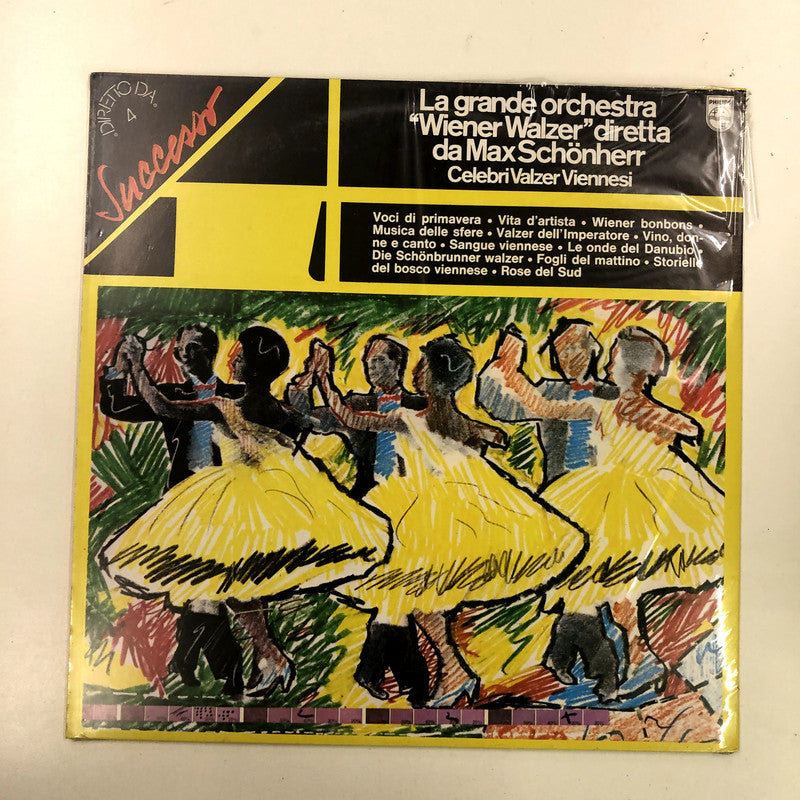 .DIRETTO DA.
4
Successo
La grande orchestra
"Wiener Walzer" diretta
da Max Schönherr
Celebri Valzer Viennesi
PHILIPS
Voci di primavera • Vita d'artista • Wiener bonbons •
Musica delle sfere • Valzer dell'Imperatore • Vino, don-
ne e canto • Sangue viennese • Le onde del Danubio •
Die Schönbrunner walzer • Fogli del mattino • Storielle
del bosco viennese • Rose del Sud